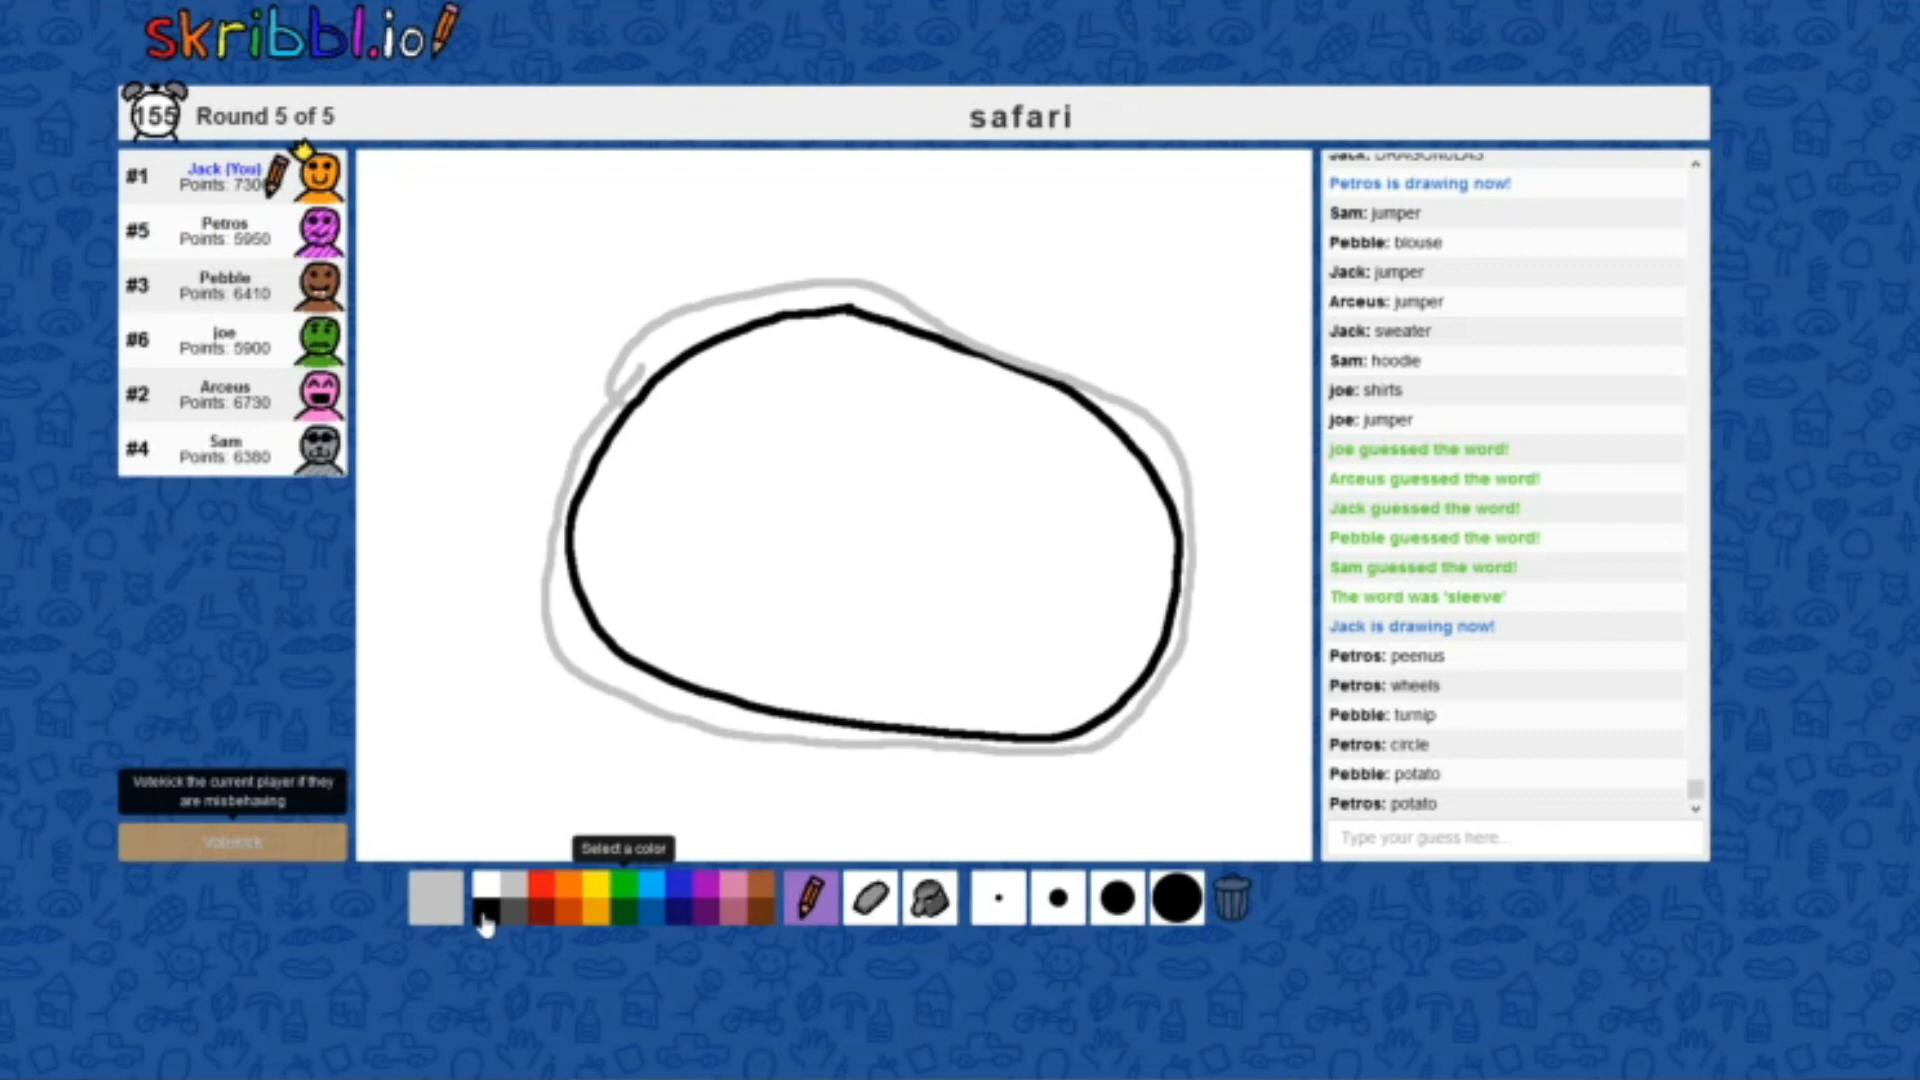 skribbl.io
155 Round 5 of 5
safari
#1 Jack (You)
Points: 730
#5 Petros
Points: 5950
#3 Pebble
Points: 6410
#6 joe
Points: 5900
#2 Arceus
Points: 6730
#4 Sam
Points: 6380
Votekick the current player if they
are misbehaving
Votekick
Select a color
Jack:
Petros is drawing now!
Sam: jumper
Pebble: blouse
Jack: jumper
Arceus: jumper
Jack: sweater
Sam: hoodie
joe: shirts
joe: jumper
joe guessed the word!
Arceus guessed the word!
Jack guessed the word!
Pebble guessed the word!
Sam guessed the word!
The word was 'sleeve'
Jack is drawing now!
Petros: peenus
Petros: wheels
Pebble: turnip
Petros: circle
Pebble: potato
Petros: potato
Type your guess here...